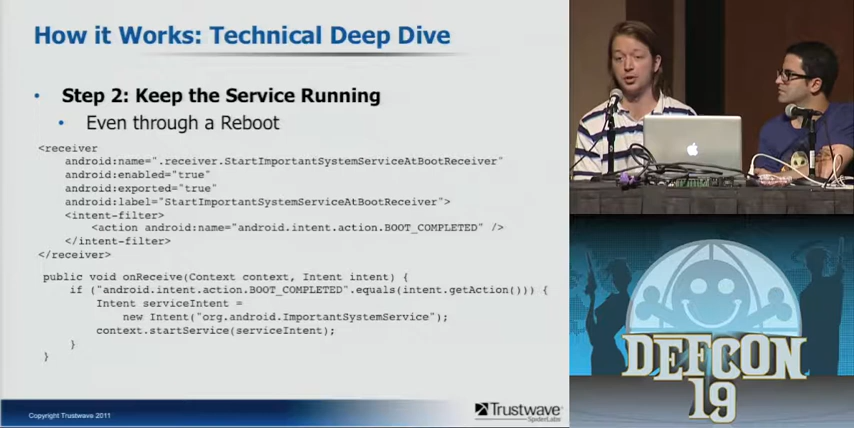 How it Works: Technical Deep Dive
• Step 2: Keep the Service Running
• Even through a Reboot
<receiver
android:name=".receiver.StartImportantSystemServiceAtBootReceiver"
android:enabled="true"
android:exported="true"
android:label="StartImportantSystemServiceAtBootReceiver">
<intent-filter>
<action android:name="android.intent.action.BOOT_COMPLETED" />
</intent-filter>
</receiver>
public void onReceive(Context context, Intent intent) {
if ("android.intent.action.BOOT_COMPLETED".equals(intent.getAction())) {
Intent serviceIntent =
new Intent("org.android.ImportantSystemService");
context.startService(serviceIntent);
}
}
Copyright Trustwave 2011
Trustwave®
SpiderLabs
DEFCON
19